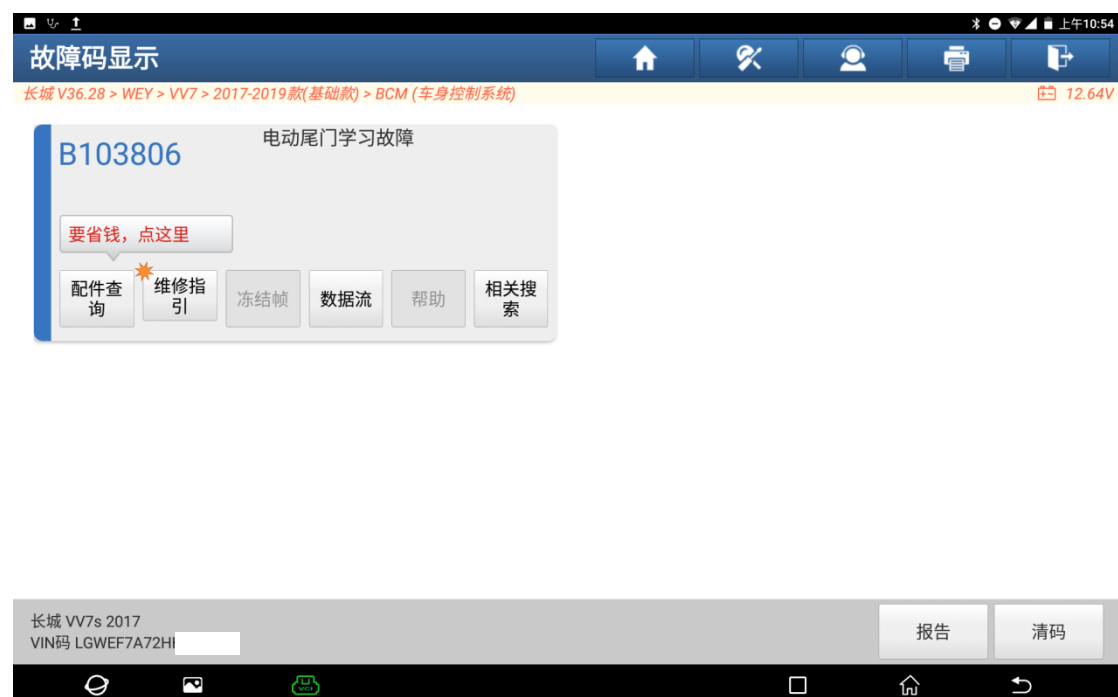 上午10:54
故障码显示
长城 V36.28 > WEY > VV7 > 2017-2019款(基础款) > BCM (车身控制系统)
12.64V
B103806
电动尾门学习故障
要省钱，点这里
配件查
询
维修指
引
冻结帧
数据流
帮助
相关搜
索
长城 VV7s 2017
VIN码 LGWEF7A72H
报告
清码
VCI